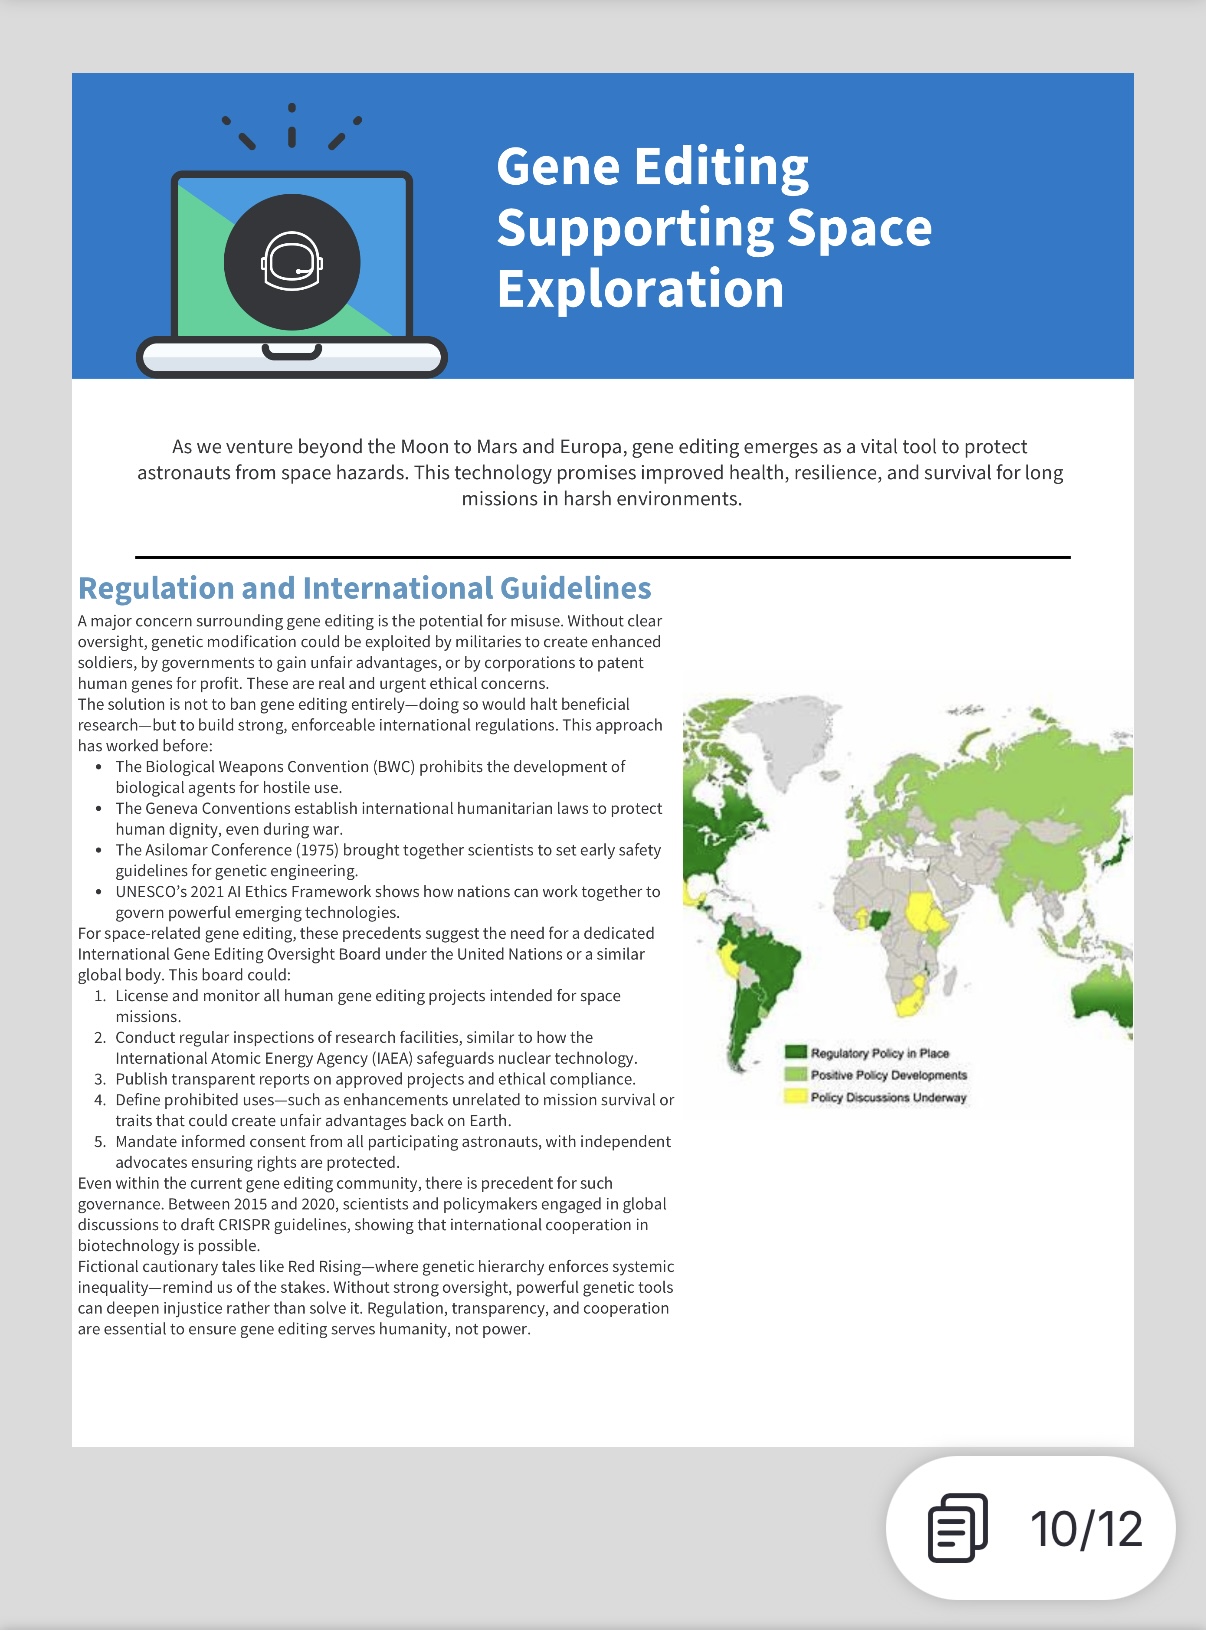 Gene Editing
Supporting Space
Exploration
As we venture beyond the Moon to Mars and Europa, gene editing emerges as a vital tool to protect
astronauts from space hazards. This technology promises improved health, resilience, and survival for long
missions in harsh environments.
Regulation and International Guidelines
A major concern surrounding gene editing is the potential for misuse. Without clear
oversight, genetic modification could be exploited by militaries to create enhanced
soldiers, by governments to gain unfair advantages, or by corporations to patent
human genes for profit. These are real and urgent ethical concerns.
The solution is not to ban gene editing entirely—doing so would halt beneficial
research—but to build strong, enforceable international regulations. This approach
has worked before:
• The Biological Weapons Convention (BWC) prohibits the development of
biological agents for hostile use.
• The Geneva Conventions establish international humanitarian laws to protect
human dignity, even during war.
• The Asilomar Conference (1975) brought together scientists to set early safety
guidelines for genetic engineering.
• UNESCO’s 2021 AI Ethics Framework shows how nations can work together to
govern powerful emerging technologies.
For space-related gene editing, these precedents suggest the need for a dedicated
International Gene Editing Oversight Board under the United Nations or a similar
global body. This board could:
1. License and monitor all human gene editing projects intended for space
missions.
2. Conduct regular inspections of research facilities, similar to how the
International Atomic Energy Agency (IAEA) safeguards nuclear technology.
3. Publish transparent reports on approved projects and ethical compliance.
4. Define prohibited uses—such as enhancements unrelated to mission survival or
traits that could create unfair advantages back on Earth.
5. Mandate informed consent from all participating astronauts, with independent
advocates ensuring rights are protected.
Even within the current gene editing community, there is precedent for such
governance. Between 2015 and 2020, scientists and policymakers engaged in global
discussions to draft CRISPR guidelines, showing that international cooperation in
biotechnology is possible.
Fictional cautionary tales like Red Rising—where genetic hierarchy enforces systemic
inequality—remind us of the stakes. Without strong oversight, powerful genetic tools
can deepen injustice rather than solve it. Regulation, transparency, and cooperation
are essential to ensure gene editing serves humanity, not power.
Regulatory Policy in Place
Positive Policy Developments
Policy Discussions Underway
10/12